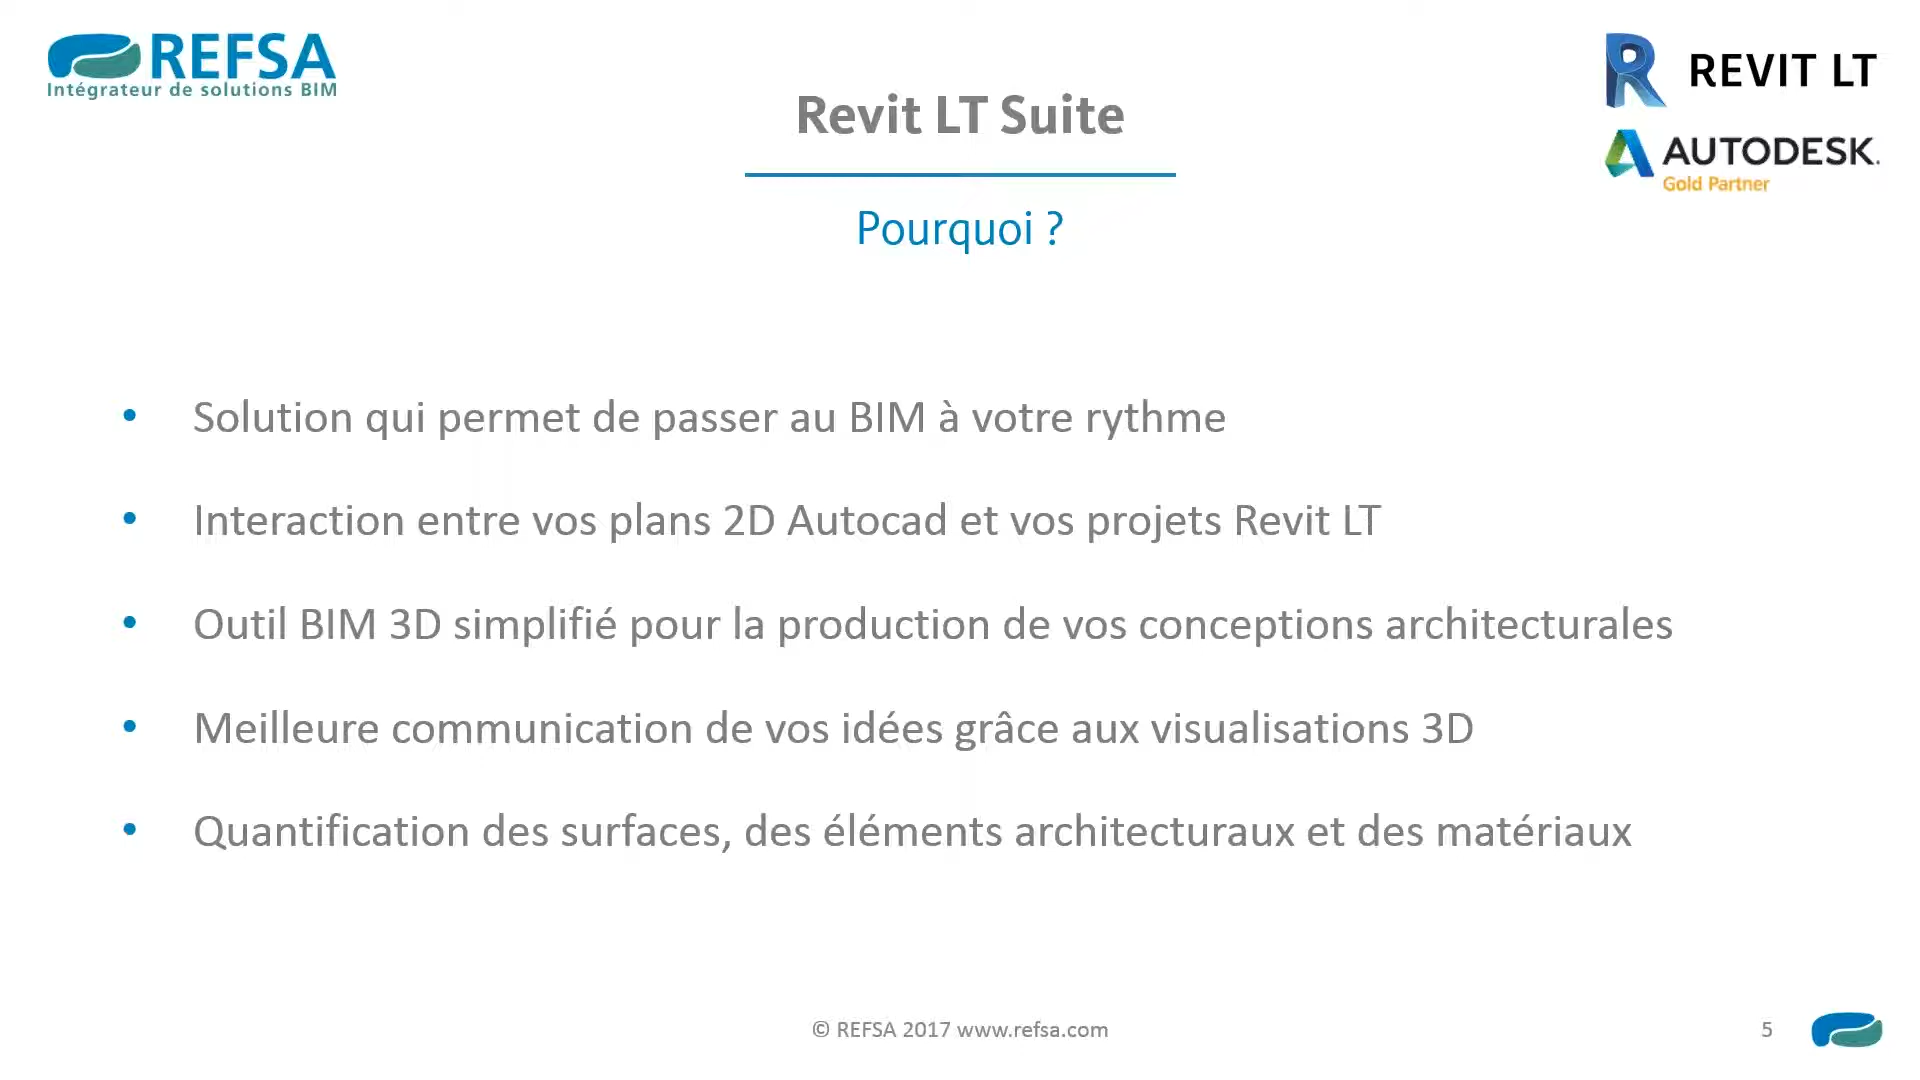 REFSA
Intégrateur de solutions BIM
REVIT LT
AUTODESK.
Gold Partner
Revit LT Suite
Pourquoi ?
• Solution qui permet de passer au BIM à votre rythme
• Interaction entre vos plans 2D Autocad et vos projets Revit LT
• Outil BIM 3D simplifié pour la production de vos conceptions architecturales
• Meilleure communication de vos idées grâce aux visualisations 3D
• Quantification des surfaces, des éléments architecturaux et des matériaux
© REFSA 2017 www.refsa.com
5